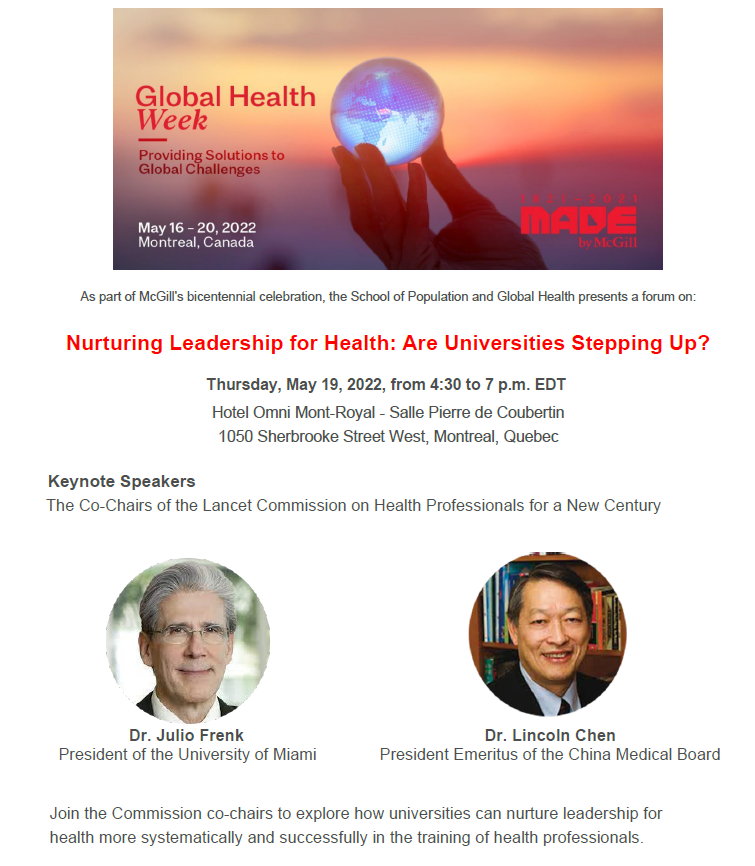 Global Health
Week
Providing Solutions to
Global Challenges
May 16 – 20, 2022
Montreal, Canada
1821–2021
MADE
by McGill
As part of McGill's bicentennial celebration, the School of Population and Global Health presents a forum on:
Nurturing Leadership for Health: Are Universities Stepping Up?
Thursday, May 19, 2022, from 4:30 to 7 p.m. EDT
Hotel Omni Mont-Royal - Salle Pierre de Coubertin
1050 Sherbrooke Street West, Montreal, Quebec
Keynote Speakers
The Co-Chairs of the Lancet Commission on Health Professionals for a New Century
Dr. Julio Frenk
President of the University of Miami
Dr. Lincoln Chen
President Emeritus of the China Medical Board
Join the Commission co-chairs to explore how universities can nurture leadership for
health more systematically and successfully in the training of health professionals.